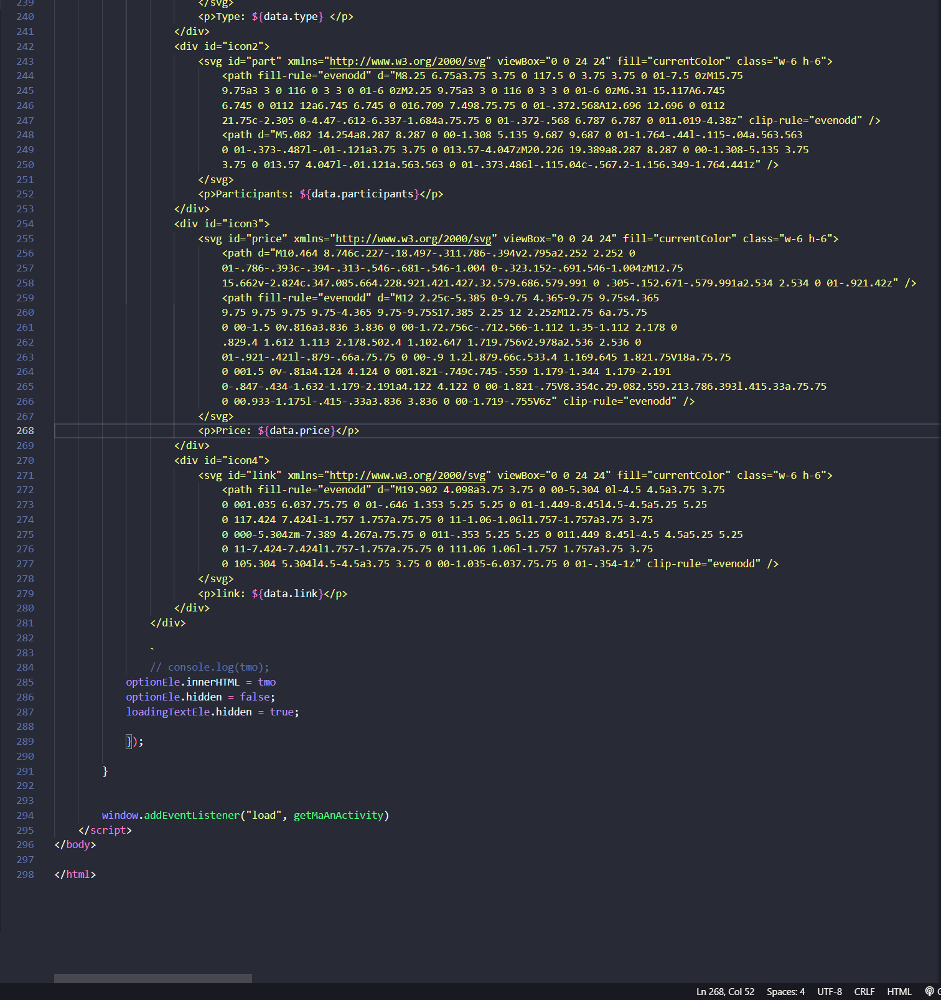 239 </svg>
240 <p>Type: ${data.type} </p>
241 </div>
242 <div id="icon2">
243 <svg id="part" xmlns="http://www.w3.org/2000/svg" viewBox="0 0 24 24" fill="currentColor" class="w-6 h-6">
244 <path fill-rule="evenodd" d="M8.25 6.75a3.75 3.75 0 117.5 0 3.75 3.75 0 01-7.5 0zM15.75
245 9.75a3 3 0 116 0 3 3 0 01-6 0zM2.25 9.75a3 3 0 116 0 3 3 0 01-6 0zM6.31 15.117A6.745
246 6.745 0 0112 12a6.745 6.745 0 016.709 7.498.75.75 0 01-.372.568A12.696 12.696 0 0112
247 21.75c-2.305 0-4.47-.612-6.337-1.684a.75.75 0 01-.372-.568 6.787 6.787 0 011.019-4.38z" clip-rule="evenodd" />
248 <path d="M5.082 14.254a8.287 8.287 0 00-1.308 5.135 9.687 9.687 0 01-1.764-.44l-.115-.04a.563.563
249 0 01-.373-.487l-.01-.121a3.75 3.75 0 013.57-4.047zM20.226 19.389a8.287 8.287 0 00-1.308-5.135 3.75
250 3.75 0 013.57 4.047l-.01.121a.563.563 0 01-.373.486l-.115.04c-.567.2-1.156.349-1.764.441z" />
251 </svg>
252 <p>Participants: ${data.participants}</p>
253 </div>
254 <div id="icon3">
255 <svg id="price" xmlns="http://www.w3.org/2000/svg" viewBox="0 0 24 24" fill="currentColor" class="w-6 h-6">
256 <path d="M10.464 8.746c.227-.18.497-.311.786-.394v2.795a2.252 2.252 0
257 01-.786-.393c-.394-.313-.546-.681-.546-1.004 0-.323.152-.691.546-1.004zM12.75
258 15.662v-2.824c.347.085.664.228.921.421.427.32.579.686.579.991 0 .305-.152.671-.579.991a2.534 2.534 0 01-.921.42z" />
259 <path fill-rule="evenodd" d="M12 2.25c-5.385 0-9.75 4.365-9.75 9.75s4.365
260 9.75 9.75 9.75 9.75-4.365 9.75-9.75S17.385 2.25 12 2.25zM12.75 6a.75.75
261 0 00-1.5 0v.816a3.836 3.836 0 00-1.72.756c-.712.566-1.112 1.35-1.112 2.178 0
262 .829.4 1.612 1.113 2.178.502.4 1.102.647 1.719.756v2.978a2.536 2.536 0
263 01-.921-.421l-.879-.66a.75.75 0 00-.9 1.2l.879.66c.533.4 1.169.645 1.821.75V18a.75.75
264 0 001.5 0v-.81a4.124 4.124 0 001.821-.749c.745-.559 1.179-1.344 1.179-2.191
265 0-.847-.434-1.632-1.179-2.191a4.122 4.122 0 00-1.821-.75V8.354c.29.082.559.213.786.393l.415.33a.75.75
266 0 00.933-1.175l-.415-.33a3.836 3.836 0 00-1.719-.755V6z" clip-rule="evenodd" />
267 </svg>
268 <p>Price: ${data.price}</p>
269 </div>
270 <div id="icon4">
271 <svg id="link" xmlns="http://www.w3.org/2000/svg" viewBox="0 0 24 24" fill="currentColor" class="w-6 h-6">
272 <path fill-rule="evenodd" d="M19.902 4.098a3.75 3.75 0 00-5.304 0l-4.5 4.5a3.75 3.75
273 0 001.035 6.037.75.75 0 01-.646 1.353 5.25 5.25 0 01-1.449-8.45l4.5-4.5a5.25 5.25
274 0 117.424 7.424l-1.757 1.757a.75.75 0 11-1.06-1.06l1.757-1.757a3.75 3.75
275 0 000-5.304zm-7.389 4.267a.75.75 0 011-.353 5.25 5.25 0 011.449 8.45l-4.5 4.5a5.25 5.25
276 0 11-7.424-7.424l1.757-1.757a.75.75 0 111.06 1.06l-1.757 1.757a3.75 3.75
277 0 105.304 5.304l4.5-4.5a3.75 3.75 0 00-1.035-6.037.75.75 0 01-.354-1z" clip-rule="evenodd" />
278 </svg>
279 <p>link: ${data.link}</p>
280 </div>
281 </div>
282
283 `
284 // console.log(tmo);
285 optionEle.innerHTML = tmo
286 optionEle.hidden = false;
287 loadingTextEle.hidden = true;
288
289 });
290
291 }
292
293
294 window.addEventListener("load", getMaAnActivity)
295 </script>
296 </body>
297
298 </html>
Ln 268, Col 52 Spaces: 4 UTF-8 CRLF HTML